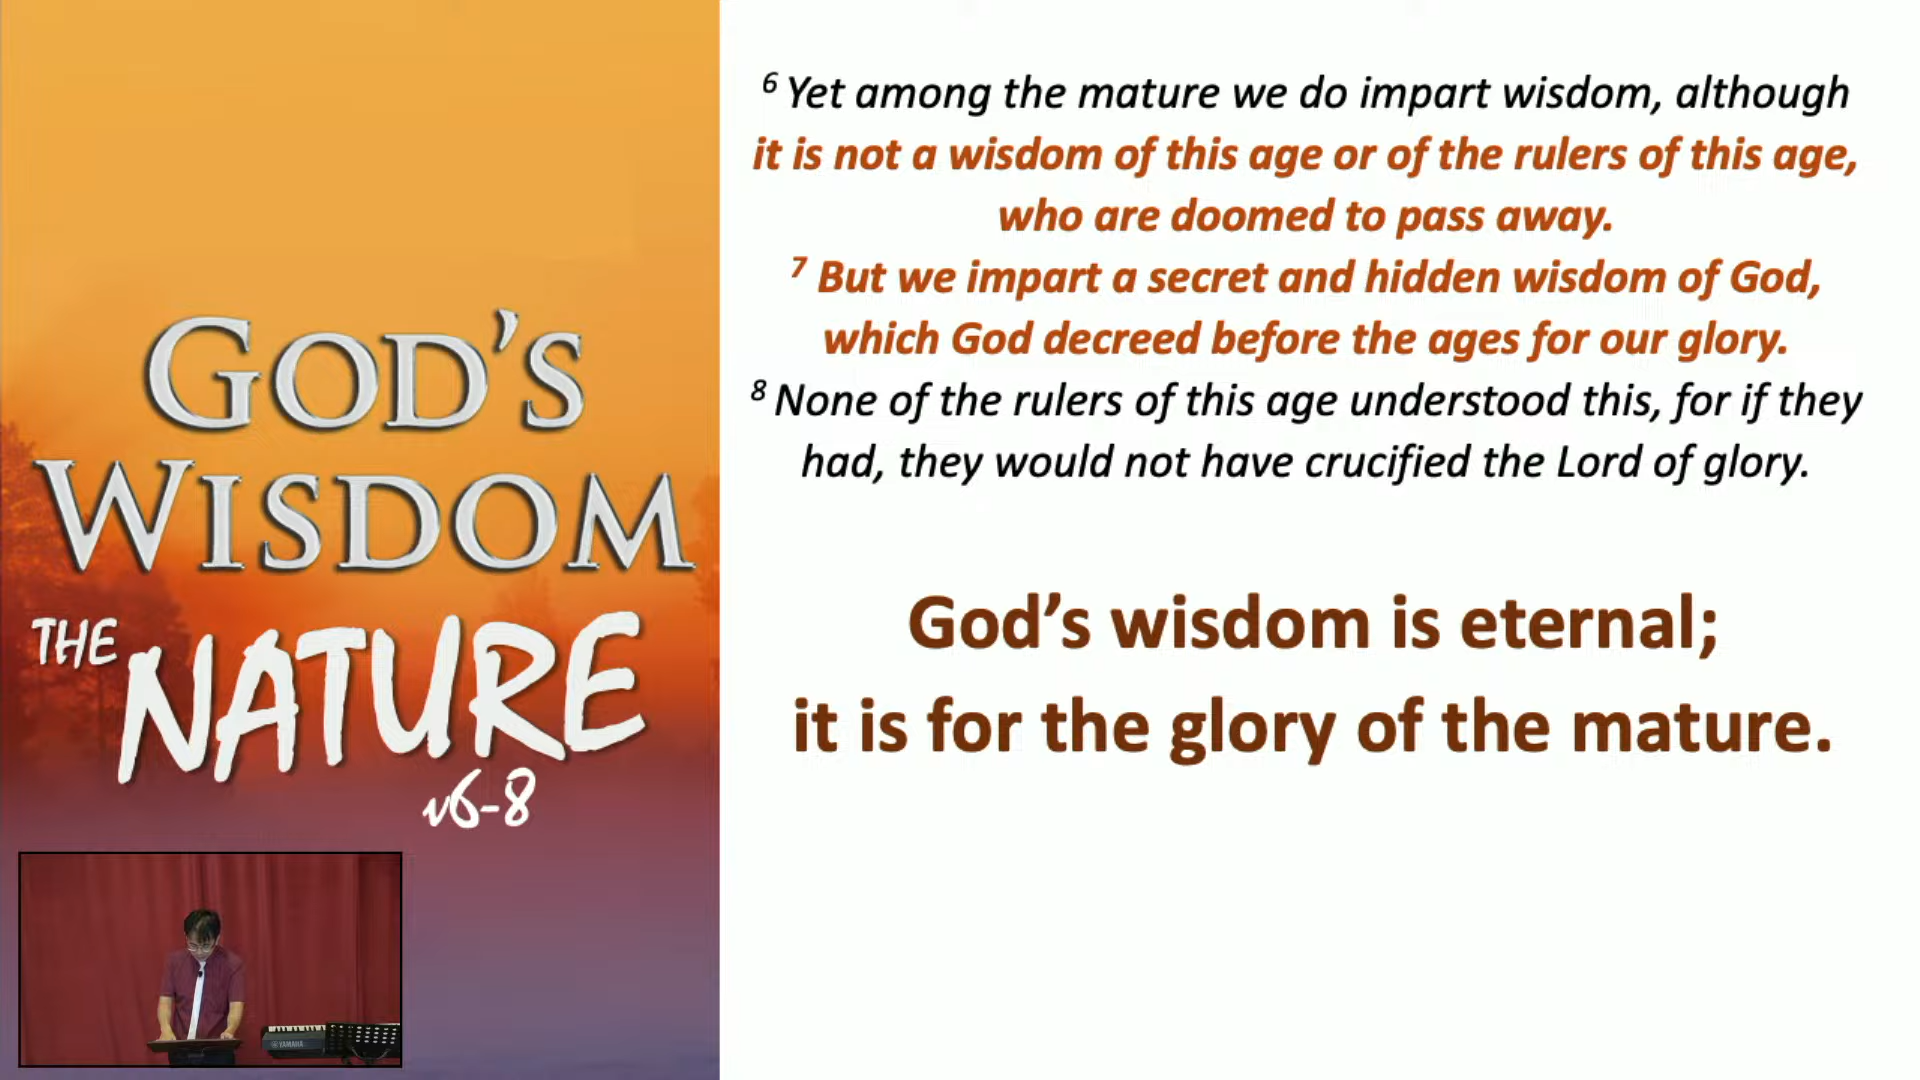 GOD'S
WISDOM
THE NATURE
v6-8
6 Yet among the mature we do impart wisdom, although
it is not a wisdom of this age or of the rulers of this age,
who are doomed to pass away.
7 But we impart a secret and hidden wisdom of God,
which God decreed before the ages for our glory.
8 None of the rulers of this age understood this, for if they
had, they would not have crucified the Lord of glory.
God’s wisdom is eternal;
it is for the glory of the mature.
YAMAHA